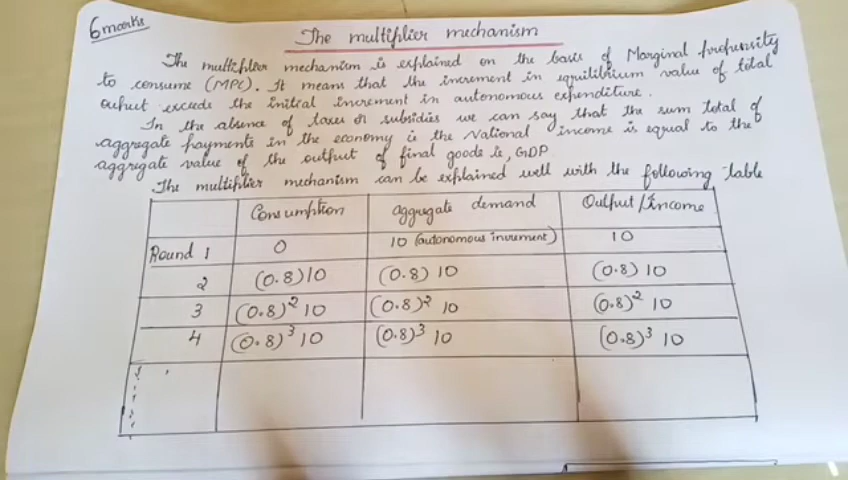 6 marks
The multiplier mechanism
The multiplier mechanism is explained on the basis of Marginal propensity
to consume (MPC). It means that the increment in equilibrium value of total
output exceeds the initial increment in autonomous expenditure.
In the absence of taxes or subsidies we can say that the sum total of
aggregate payments in the economy ie the National income is equal to the
aggregate value of the output of final goods ie, GDP
The multiplier mechanism can be explained well with the following table
Consumption aggregate demand Output/Income
Round 1 0 10 (autonomous increment) 10
2 (0.8)10 (0.8) 10 (0.8) 10
3 (0.8)² 10 (0.8)² 10 (0.8)² 10
4 (0.8)³ 10 (0.8)³ 10 (0.8)³ 10